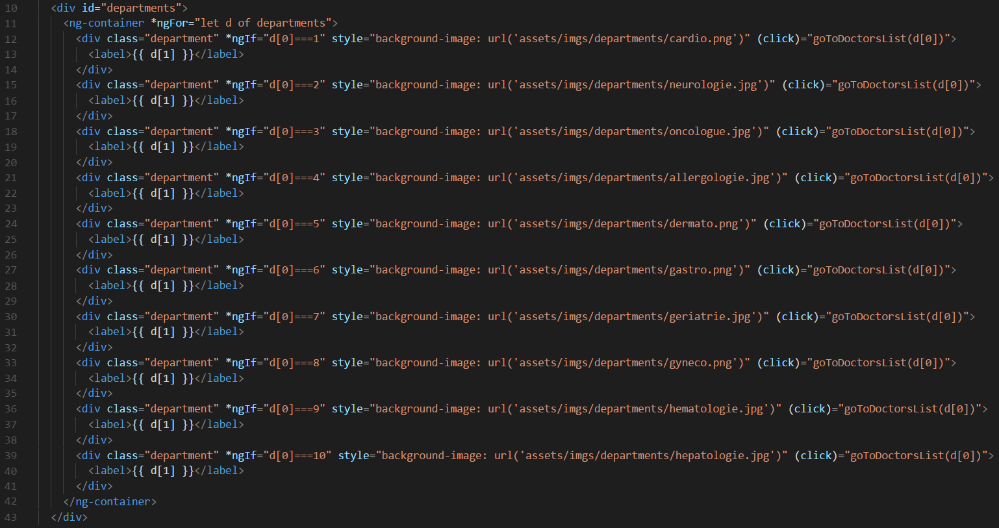 10 <div id="departments">
11 <ng-container *ngFor="let d of departments">
12 <div class="department" *ngIf="d[0]===1" style="background-image: url('assets/imgs/departments/cardio.png')" (click)="goToDoctorsList(d[0])">
13 <label>{{ d[1] }}</label>
14 </div>
15 <div class="department" *ngIf="d[0]===2" style="background-image: url('assets/imgs/departments/neurologie.jpg')" (click)="goToDoctorsList(d[0])">
16 <label>{{ d[1] }}</label>
17 </div>
18 <div class="department" *ngIf="d[0]===3" style="background-image: url('assets/imgs/departments/oncologue.jpg')" (click)="goToDoctorsList(d[0])">
19 <label>{{ d[1] }}</label>
20 </div>
21 <div class="department" *ngIf="d[0]===4" style="background-image: url('assets/imgs/departments/allergologie.jpg')" (click)="goToDoctorsList(d[0])">
22 <label>{{ d[1] }}</label>
23 </div>
24 <div class="department" *ngIf="d[0]===5" style="background-image: url('assets/imgs/departments/dermato.png')" (click)="goToDoctorsList(d[0])">
25 <label>{{ d[1] }}</label>
26 </div>
27 <div class="department" *ngIf="d[0]===6" style="background-image: url('assets/imgs/departments/gastro.png')" (click)="goToDoctorsList(d[0])">
28 <label>{{ d[1] }}</label>
29 </div>
30 <div class="department" *ngIf="d[0]===7" style="background-image: url('assets/imgs/departments/geriatrie.jpg')" (click)="goToDoctorsList(d[0])">
31 <label>{{ d[1] }}</label>
32 </div>
33 <div class="department" *ngIf="d[0]===8" style="background-image: url('assets/imgs/departments/gyneco.png')" (click)="goToDoctorsList(d[0])">
34 <label>{{ d[1] }}</label>
35 </div>
36 <div class="department" *ngIf="d[0]===9" style="background-image: url('assets/imgs/departments/hematologie.jpg')" (click)="goToDoctorsList(d[0])">
37 <label>{{ d[1] }}</label>
38 </div>
39 <div class="department" *ngIf="d[0]===10" style="background-image: url('assets/imgs/departments/hepatologie.jpg')" (click)="goToDoctorsList(d[0])">
40 <label>{{ d[1] }}</label>
41 </div>
42 </ng-container>
43 </div>